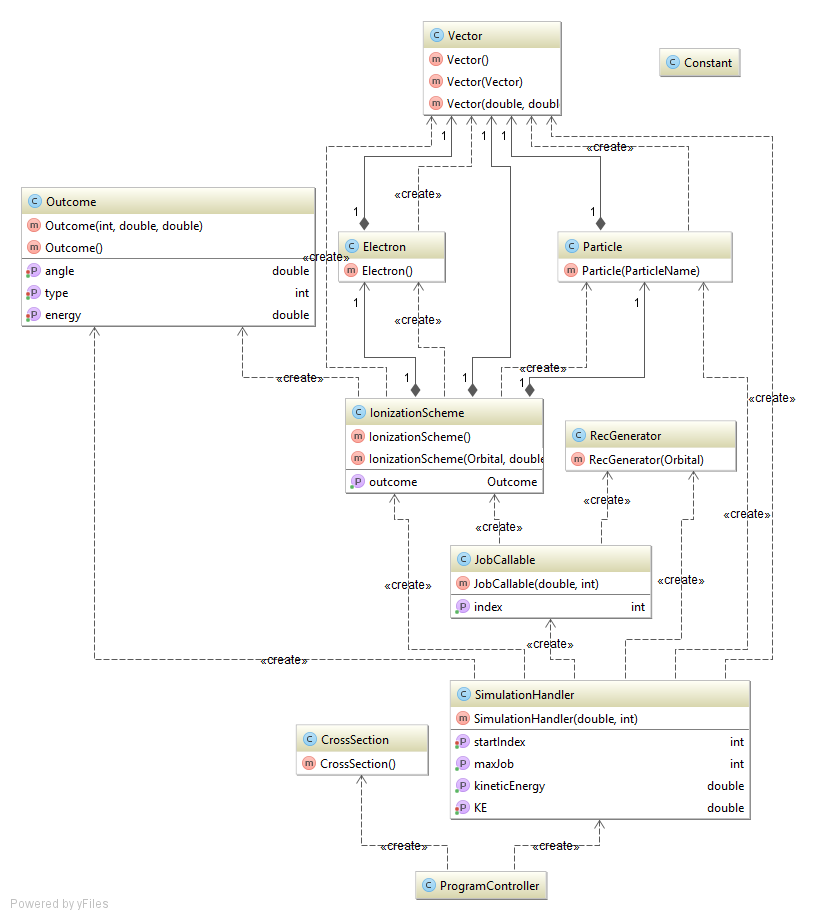 C Vector
m Vector()
m Vector(Vector)
m Vector(double, doubl
C Constant
1
1
1
«create»
«create»
C Outcome
m Outcome(int, double, double)
m Outcome()
P angle double
P type int
P energy double
1
1
C Electron
m Electron()
C Particle
m Particle(ParticleName)
«create»
1
1
«create»
«create»
«create»
1
1
1
«create»
C IonizationScheme
m IonizationScheme()
m IonizationScheme(Orbital, double
P outcome Outcome
C RecGenerator
m RecGenerator(Orbital)
«create»
«create»
«create»
«create»
C JobCallable
m JobCallable(double, int)
P index int
«create»
«create»
«create»
«create»
C SimulationHandler
m SimulationHandler(double, int)
P startIndex int
P maxJob int
P kineticEnergy double
P KE double
C CrossSection
m CrossSection()
«create»
«create»
C ProgramController
Powered by yFiles